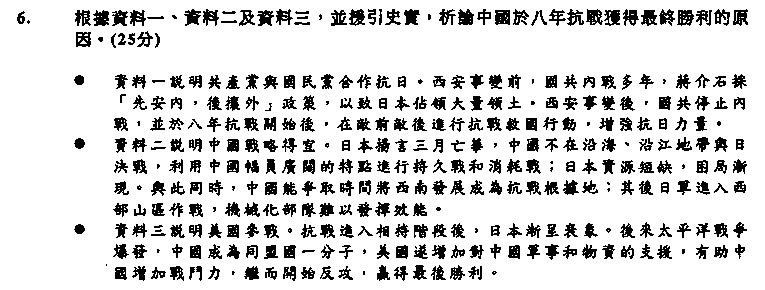 6. 根據資料一、資料二及資料三，並援引史實，析論中國於八年抗戰獲得最終勝利的原
因。(25分)
● 資料一說明共產黨與國民黨合作抗日。西安事變前，國共內戰多年，蔣介石採
「先安內，後攘外」政策，以致日本佔領大量領土。西安事變後，國共停止內
戰，並於八年抗戰開始後，在敵前敵後進行抗戰救國行動，增強抗日力量。
● 資料二說明中國戰略得宜。日本揚言三月亡華，中國不在沿海、沿江地帶與日
決戰，利用中國幅員廣闊的特點進行持久戰和消耗戰；日本資源短缺，困局漸
現。與此同時，中國能爭取時間將西南發展成為抗戰根據地；其後日軍進入西
部山區作戰，機械化部隊難以發揮效能。
● 資料三說明美國參戰。抗戰進入相持階段後，日本漸呈衰象。後來太平洋戰爭
爆發，中國成為同盟國一分子，美國遂增加對中國軍事和物資的支援，有助中
國增加戰鬥力，繼而開始反攻，贏得最後勝利。